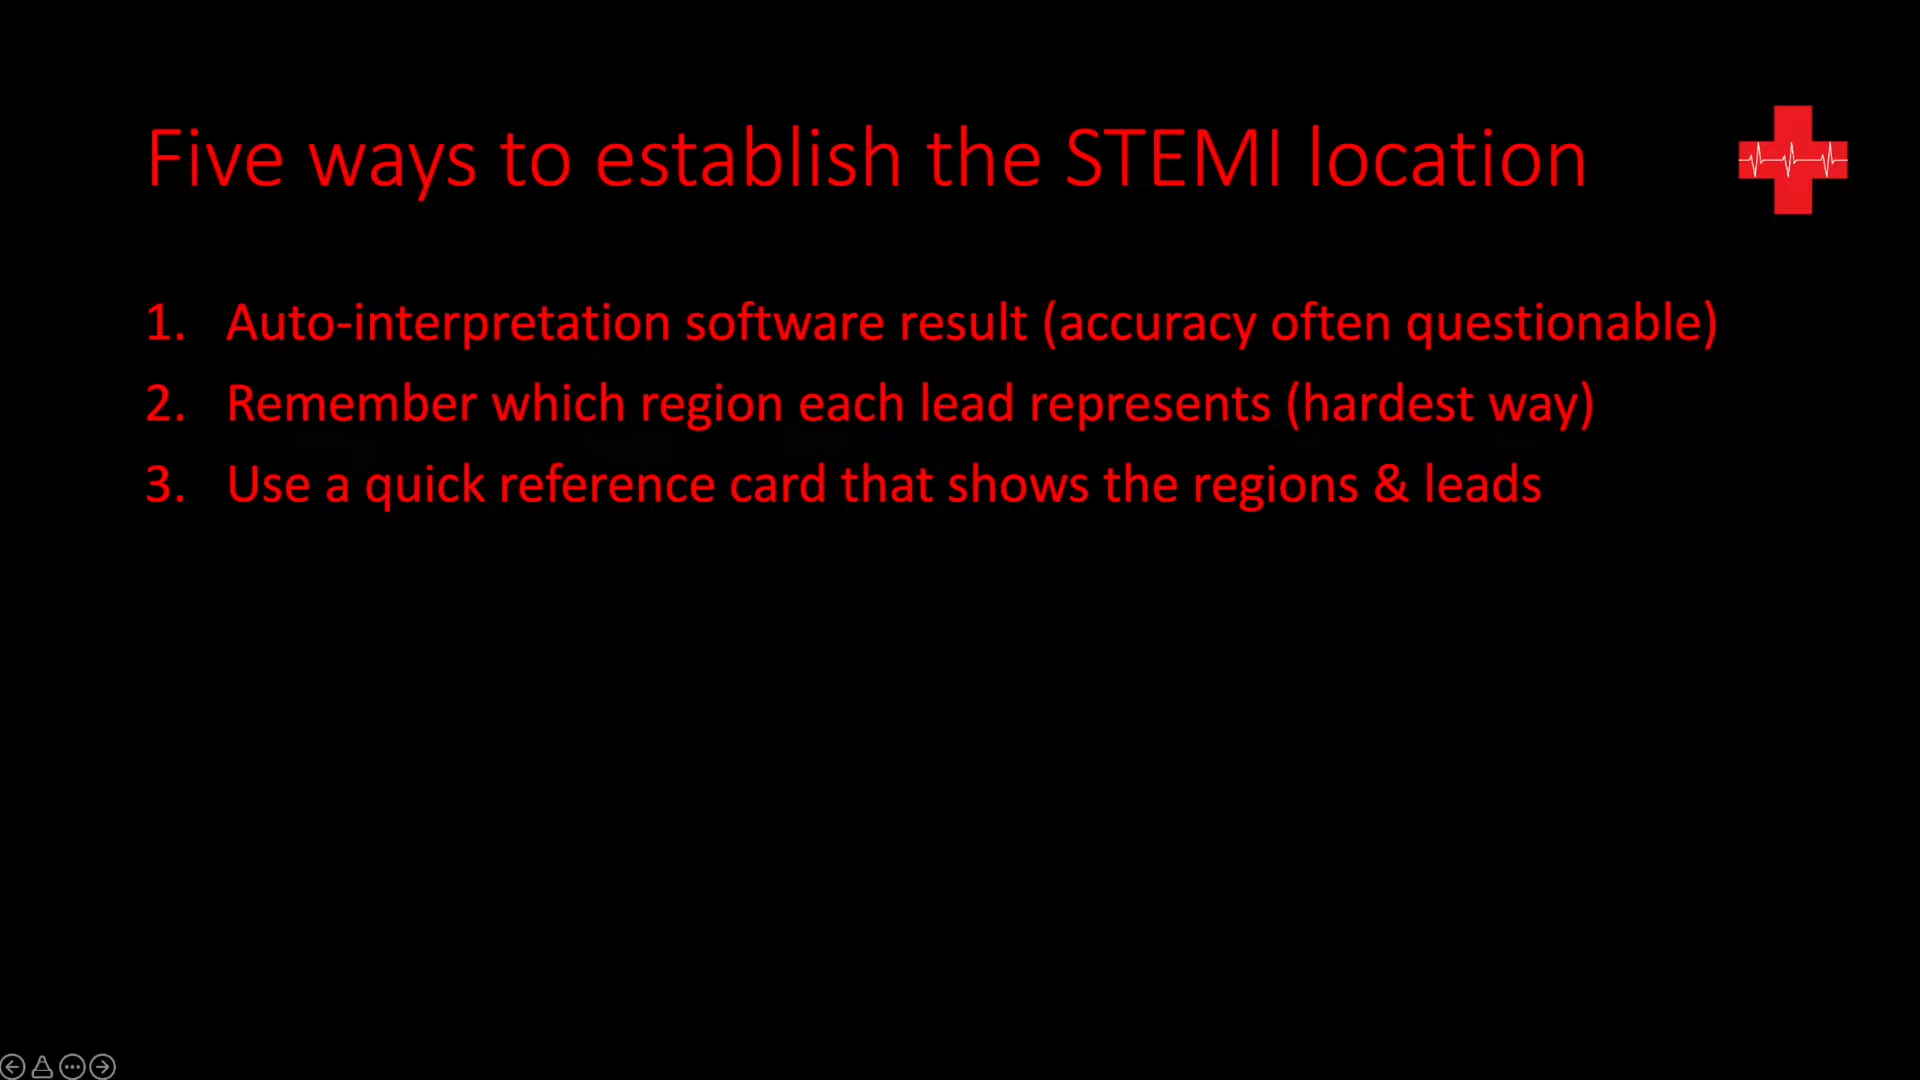 Five ways to establish the STEMI location
1. Auto-interpretation software result (accuracy often questionable)
2. Remember which region each lead represents (hardest way)
3. Use a quick reference card that shows the regions & leads